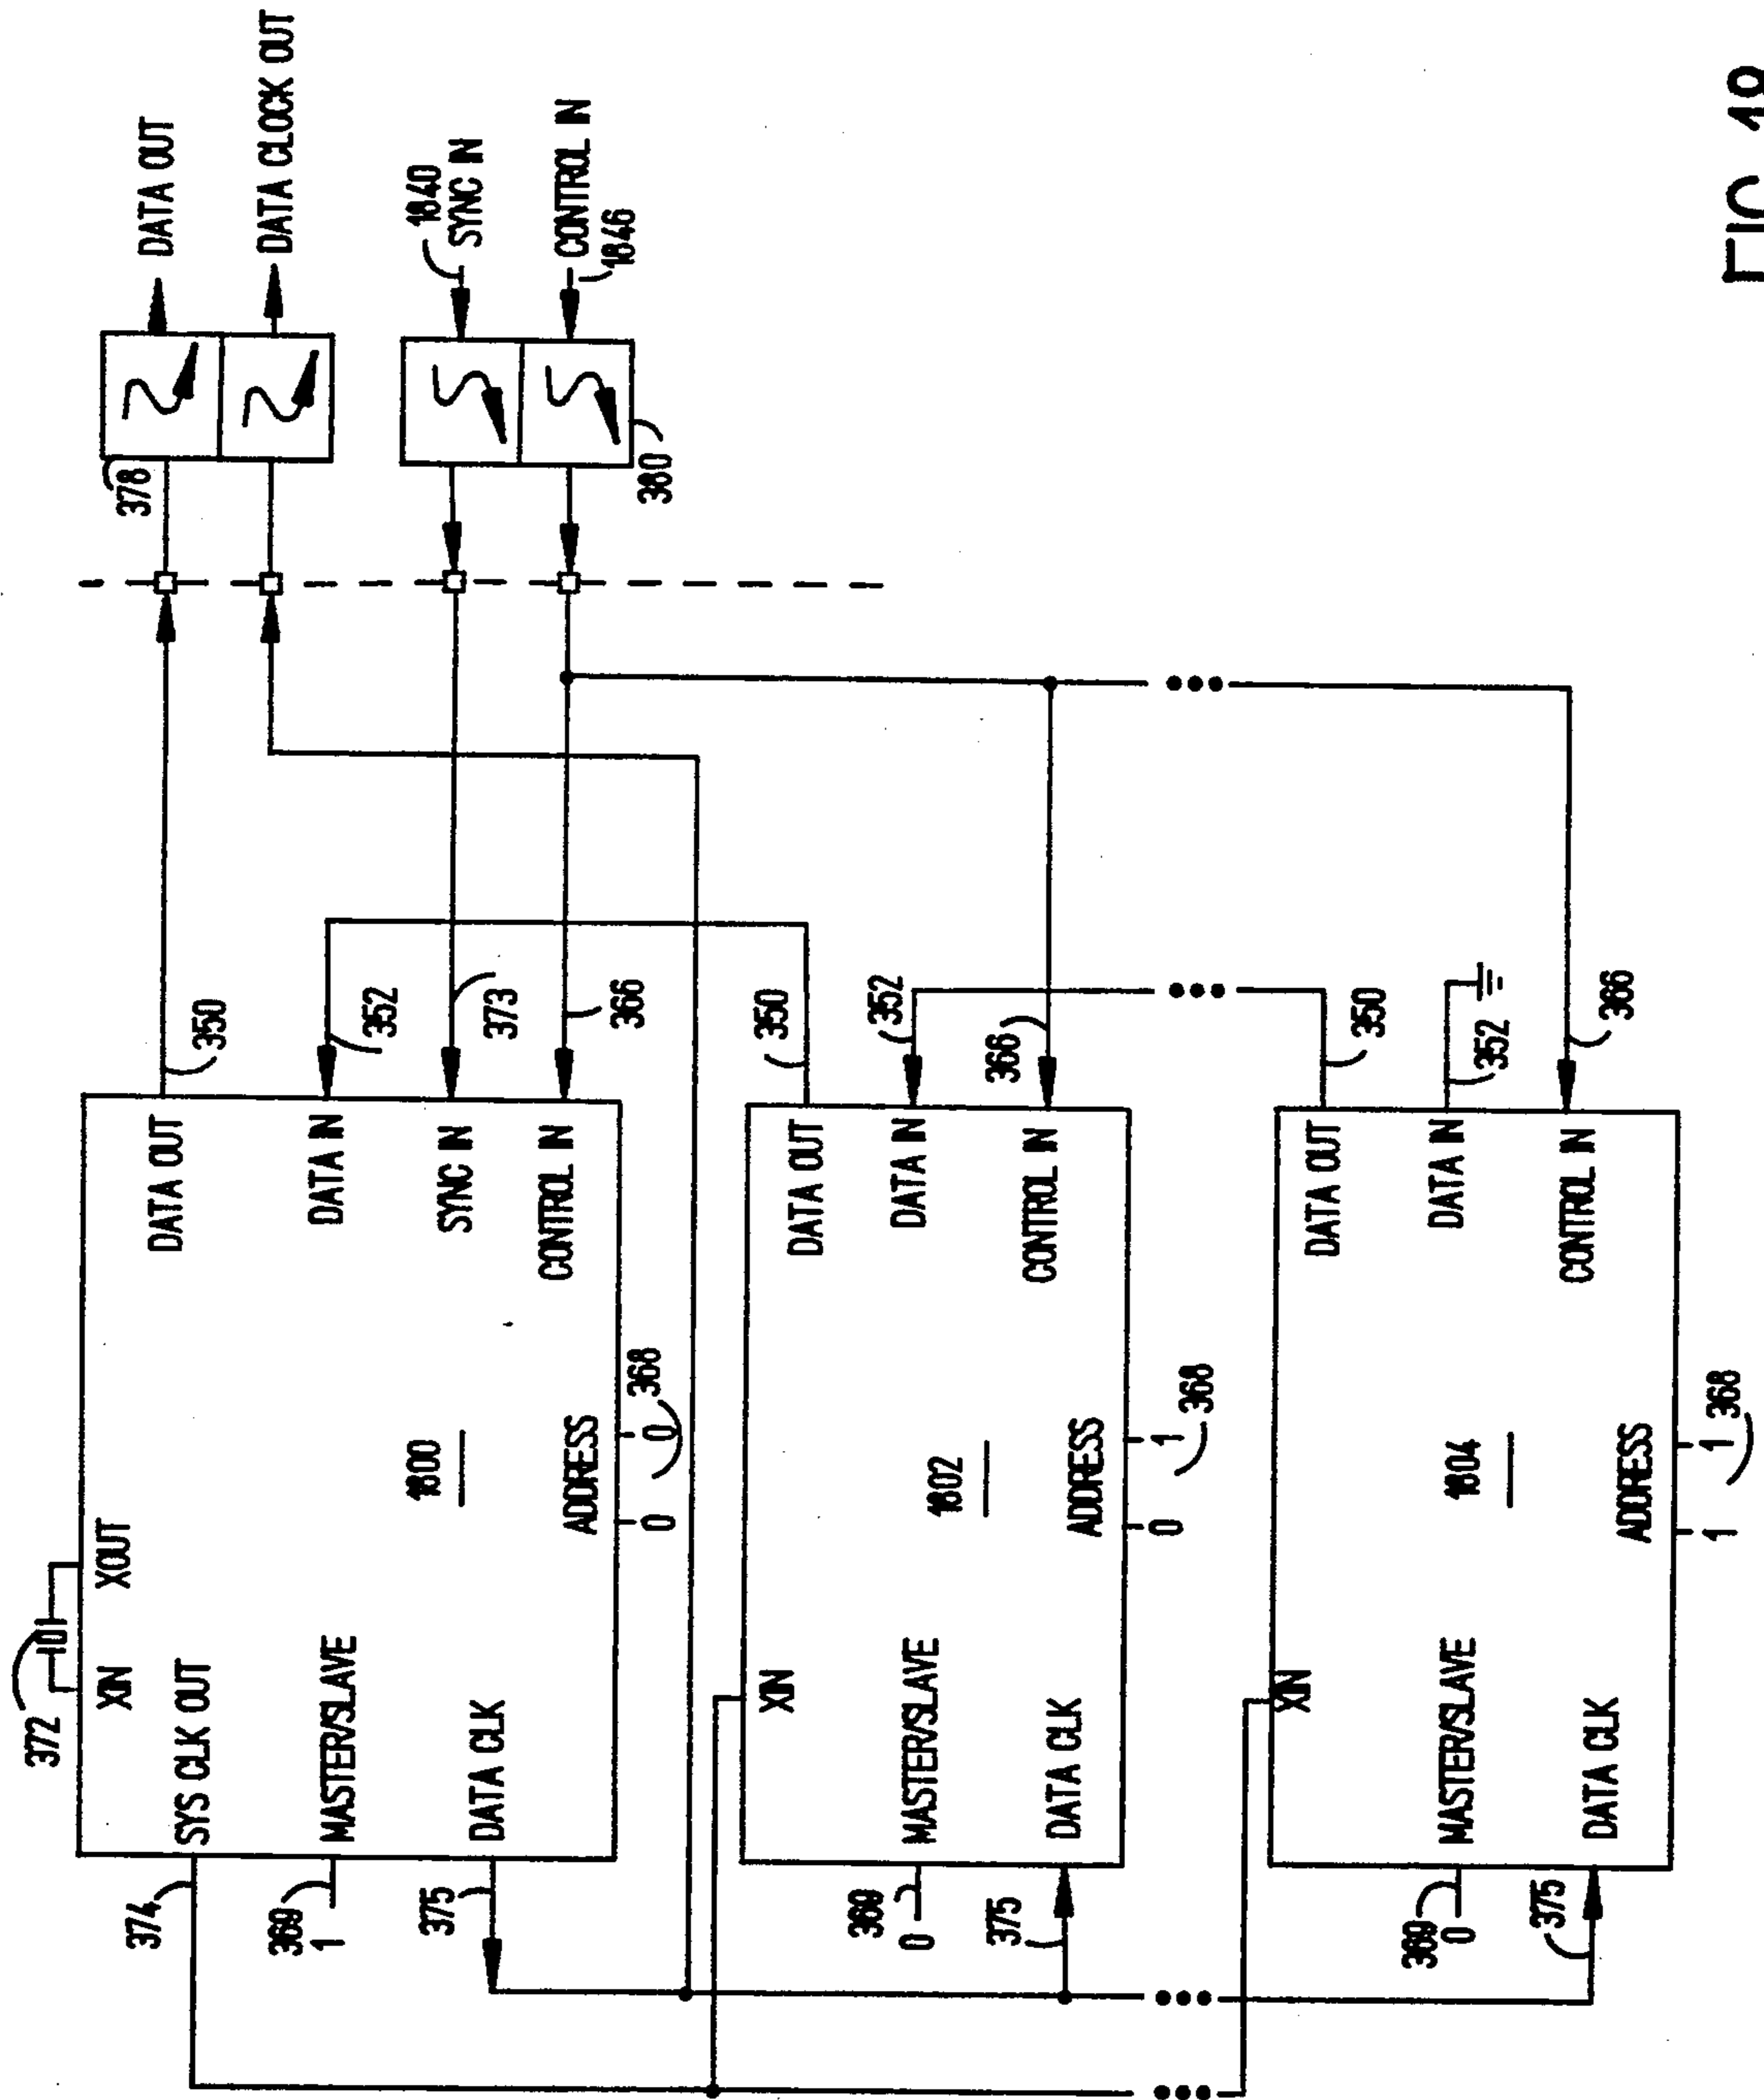 372
XIN
XOUT
374
SYS CLK OUT
369
1
MASTER/SLAVE
375
DATA CLK
1800
ADDRESS
0
0
368
DATA OUT
350
DATA IN
352
SYNC IN
373
CONTROL IN
366
378
DATA OUT
DATA CLOCK OUT
1840
SYNC IN
CONTROL IN
1846
380
XIN
369
0
MASTER/SLAVE
375
DATA CLK
1802
ADDRESS
0
1
368
DATA OUT
350
DATA IN
352
CONTROL IN
366
XIN
369
0
MASTER/SLAVE
375
DATA CLK
1804
ADDRESS
1
1
368
DATA OUT
350
DATA IN
352
CONTROL IN
366